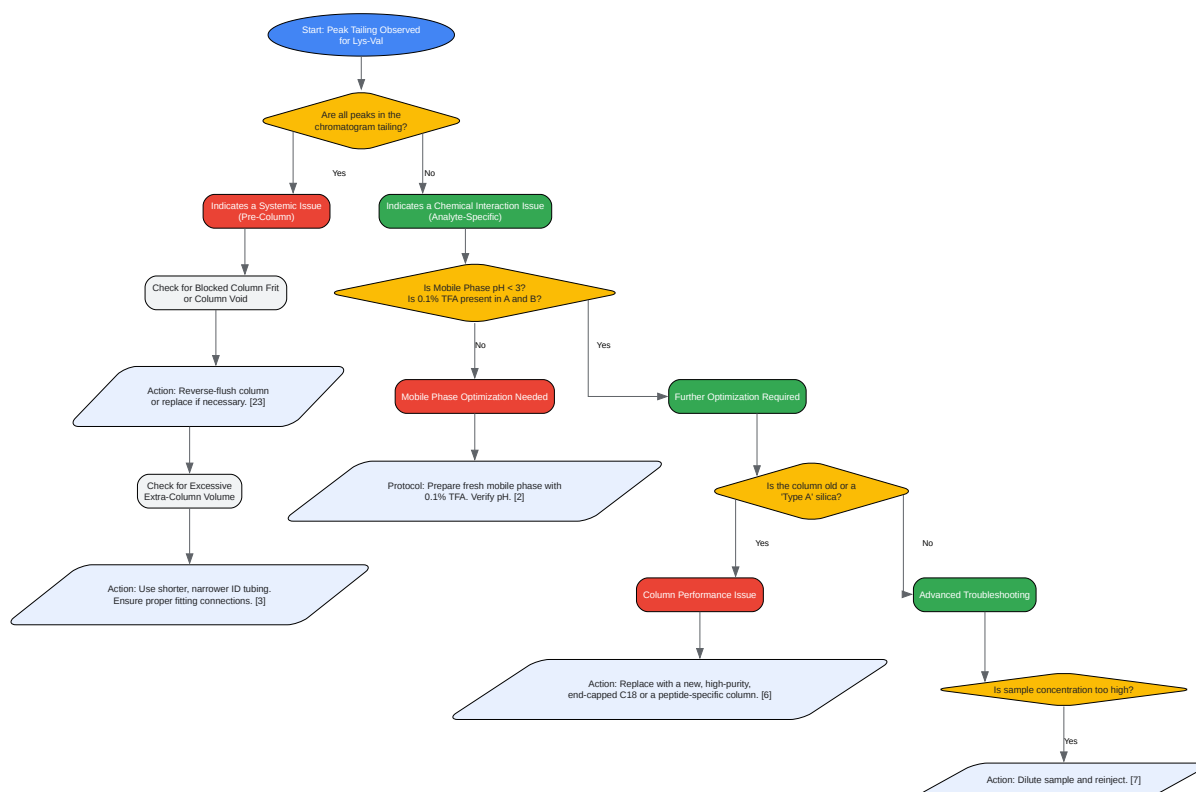 Start: Peak Tailing Observed
for Lys-Val
Are all peaks in the
chromatogram tailing?
Yes
No
Indicates a Systemic Issue
(Pre-Column)
Indicates a Chemical Interaction Issue
(Analyte-Specific)
Check for Blocked Column Frit
or Column Void
Is Mobile Phase pH < 3?
Is 0.1% TFA present in A and B?
No
Yes
Action: Reverse-flush column
or replace if necessary. [23]
Mobile Phase Optimization Needed
Further Optimization Required
Check for Excessive
Extra-Column Volume
Protocol: Prepare fresh mobile phase with
0.1% TFA. Verify pH. [2]
Is the column old or a
'Type A' silica?
Yes
No
Action: Use shorter, narrower ID tubing.
Ensure proper fitting connections. [3]
Column Performance Issue
Advanced Troubleshooting
Action: Replace with a new, high-purity,
end-capped C18 or a peptide-specific column. [6]
Is sample concentration too high?
Yes
Action: Dilute sample and reinject. [7]